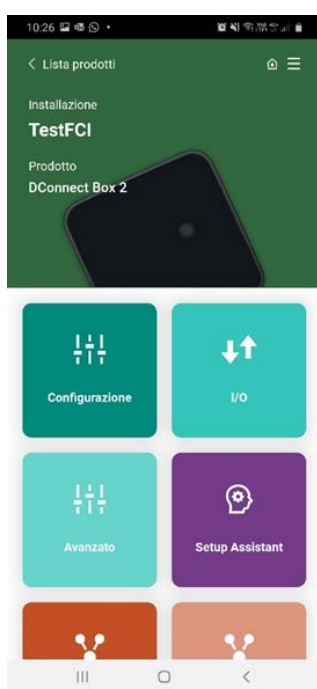 10:26
Lista prodotti
Installazione
TestFCI
Prodotto
DConnect Box 2
Configurazione
I/O
Avanzato
Setup Assistant